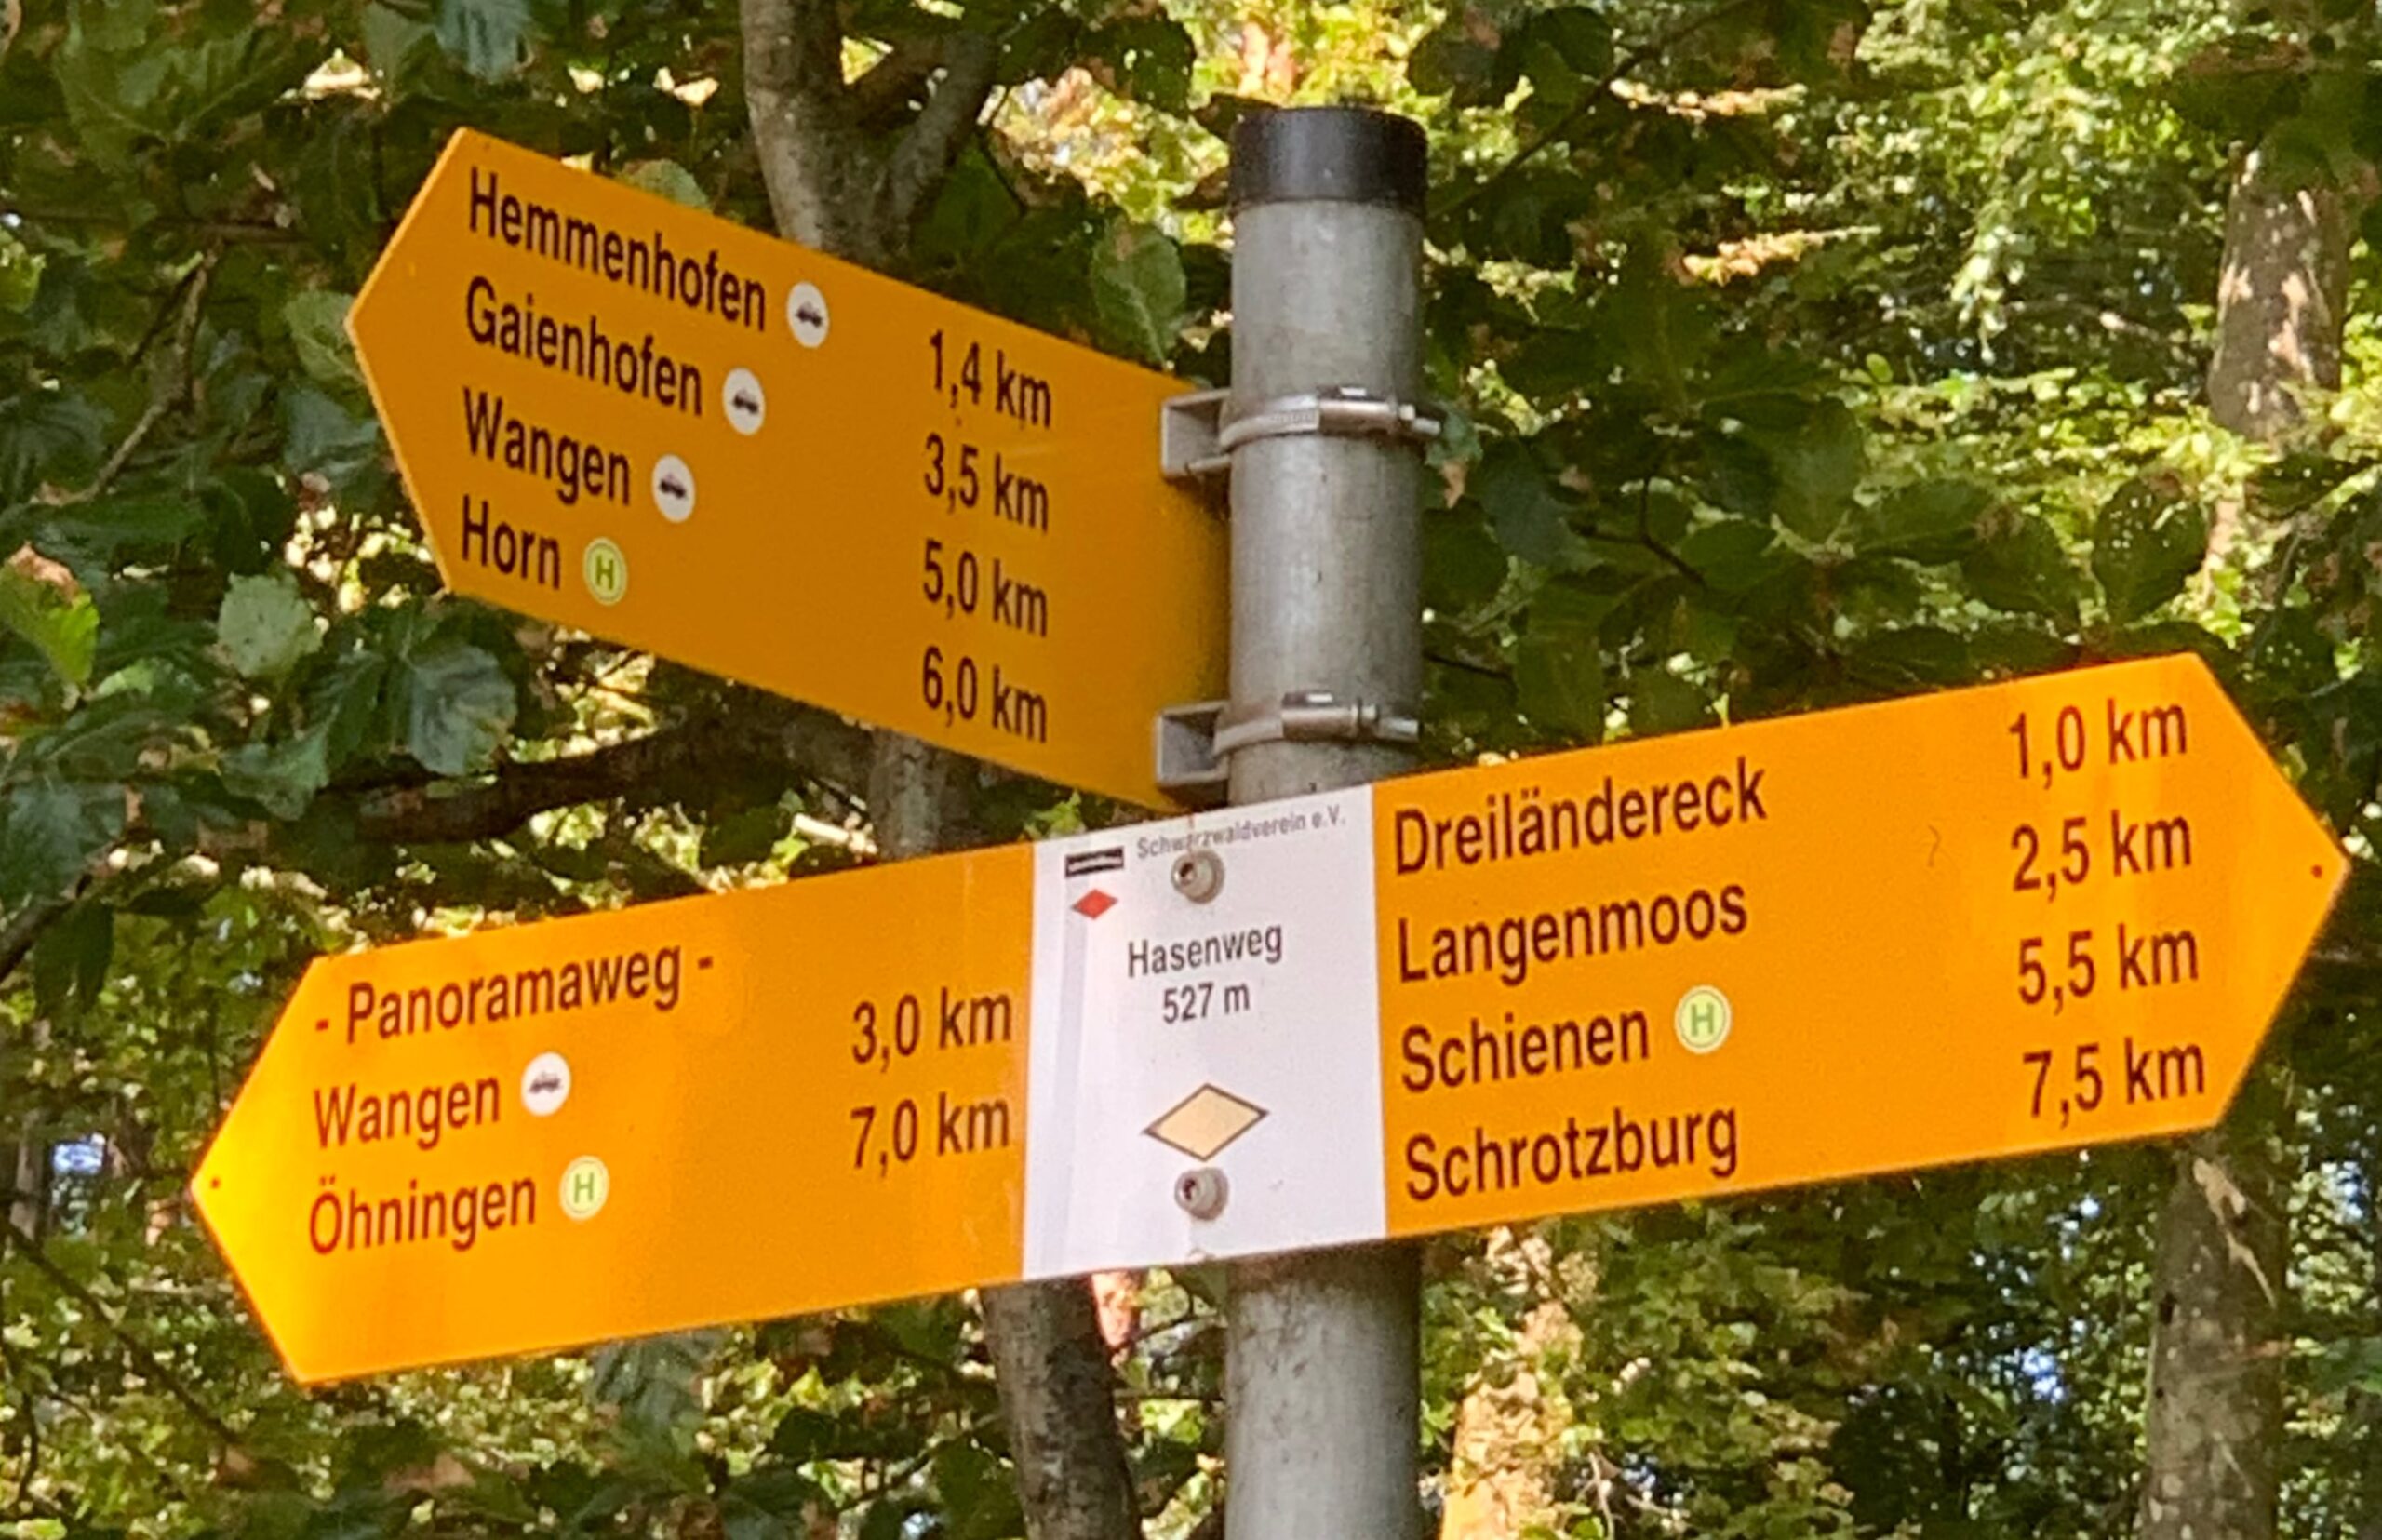 Hemmenhofen 1,4 km
Gaienhofen 3,5 km
Wangen 5,0 km
Horn H 6,0 km
Schwarzwaldverein e.V.
- Panoramaweg -
Wangen 3,0 km
Öhningen H 7,0 km
Hasenweg
527 m
Dreiländereck 1,0 km
Langenmoos 2,5 km
Schienen H 5,5 km
Schrotzburg 7,5 km